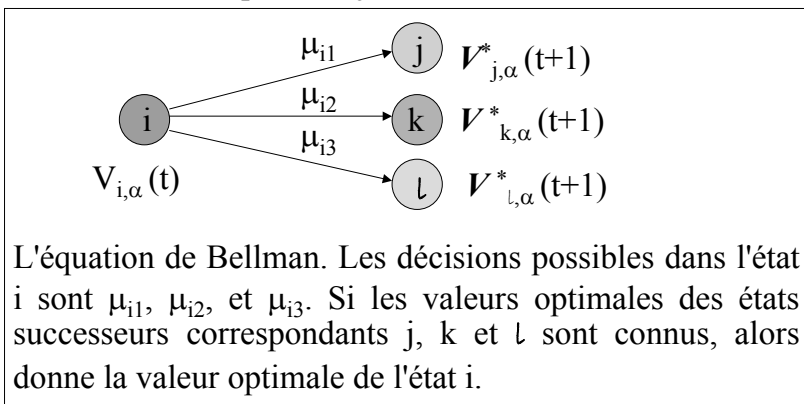 μi1 j V*j,α(t+1)
i μi2 k V*k,α(t+1)
μi3
Vi,α(t) ɩ V*ɩ,α(t+1)
L'équation de Bellman. Les décisions possibles dans l'état
i sont μi1, μi2, et μi3. Si les valeurs optimales des états
successeurs correspondants j, k et ɩ sont connus, alors
donne la valeur optimale de l'état i.